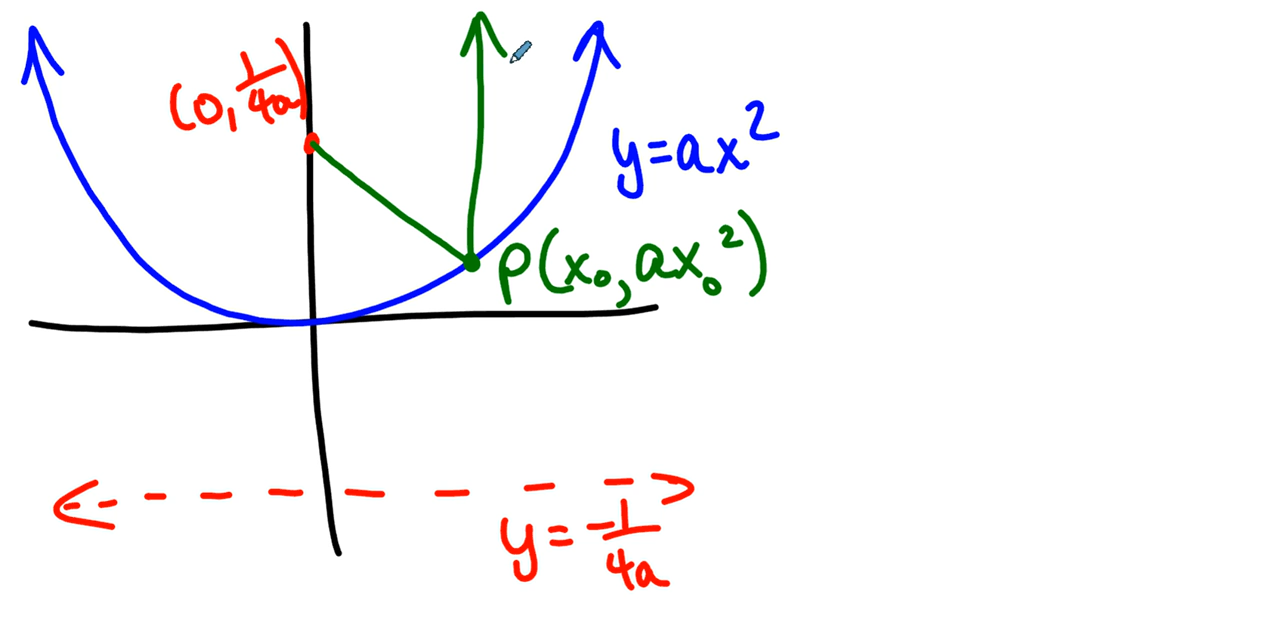 (0, 1/4a)
y=ax²
P(x₀, ax₀²)
y = -1/4a